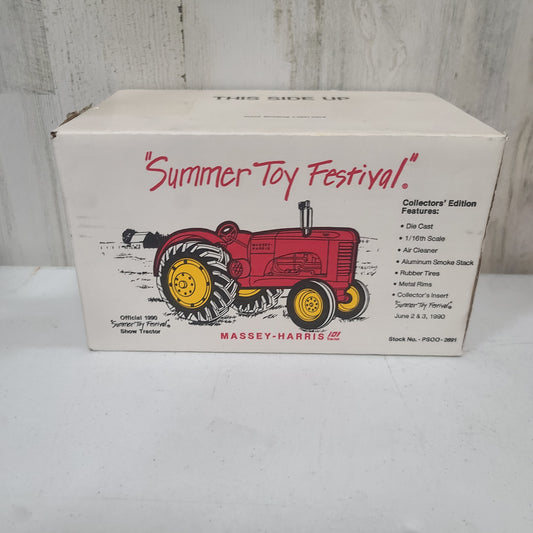 THIS SIDE UP
"Summer Toy Festival"®
Collectors' Edition
Features:
• Die Cast
• 1/16th Scale
• Air Cleaner
• Aluminum Smoke Stack
• Rubber Tires
• Metal Rims
• Collector's Insert
"Summer Toy Festival"®
June 2 & 3, 1990
MASSEY-HARRIS
Official 1990
"Summer Toy Festival"®
Show Tractor
MASSEY-HARRIS 101
Stock No. - PSOO-2691